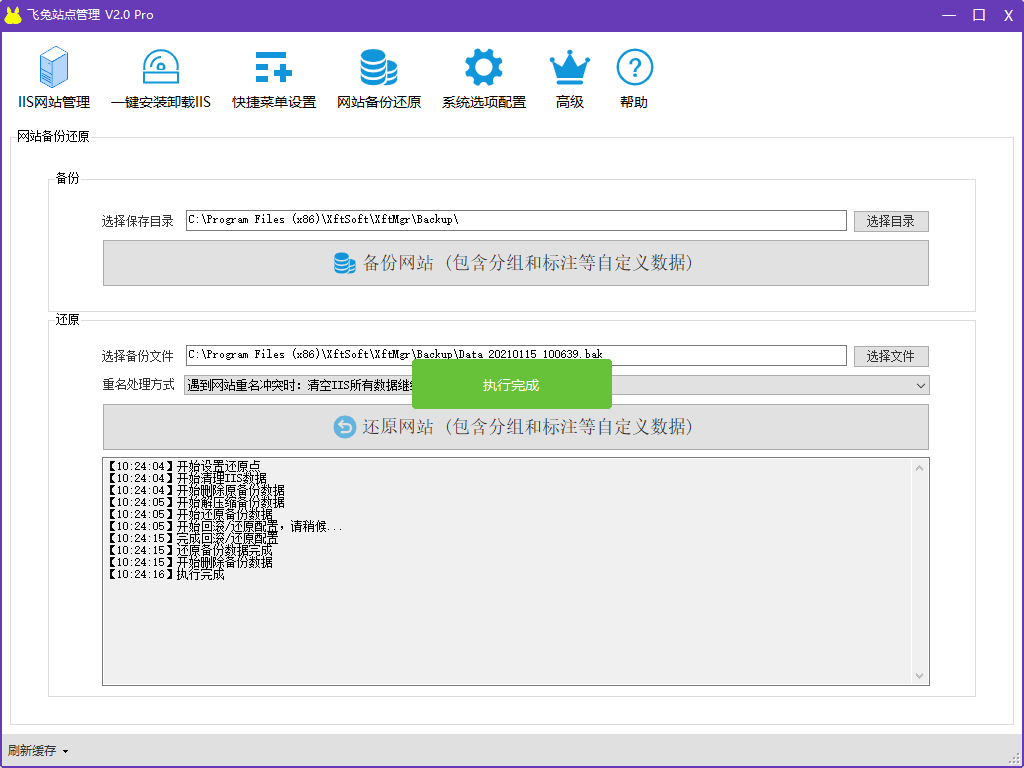 飞兔站点管理 V2.0 Pro
IIS网站管理 一键安装卸载IIS 快捷菜单设置 网站备份还原 系统选项配置 高级 帮助
网站备份还原
备份
选择保存目录 C:\Program Files (x86)\XftSoft\XftMgr\Backup\ 选择目录
备份网站（包含分组和标注等自定义数据）
还原
选择备份文件 C:\Program Files (x86)\XftSoft\XftMgr\Backup\Data_20210115_100639.bak 选择文件
重名处理方式 遇到网站重名冲突时：清空IIS所有数据继
执行完成
还原网站（包含分组和标注等自定义数据）
【10:24:04】开始设置还原点
【10:24:04】开始清理IIS数据
【10:24:04】开始删除原备份数据
【10:24:05】开始解压缩备份数据
【10:24:05】开始还原备份数据
【10:24:05】开始回滚/还原配置，请稍候...
【10:24:15】完成回滚/还原配置
【10:24:15】还原备份数据完成
【10:24:15】开始删除备份数据
【10:24:16】执行完成
刷新缓存